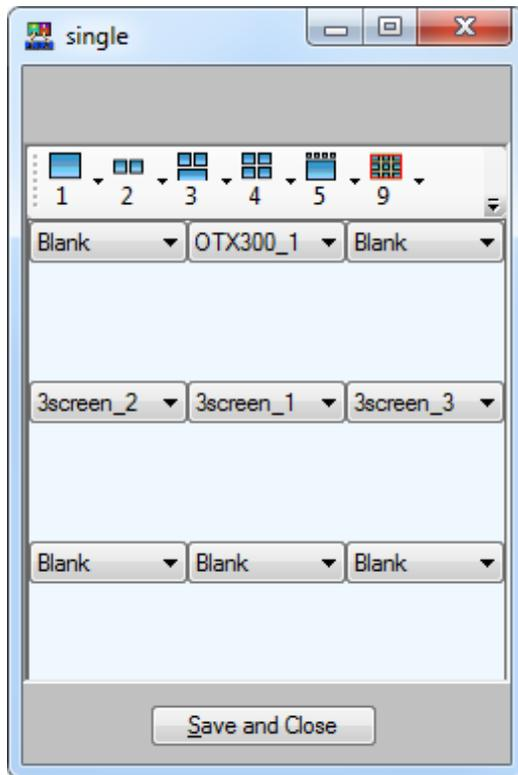 single
1 2 3 4 5 9
Blank OTX300_1 Blank
3screen_2 3screen_1 3screen_3
Blank Blank Blank
Save and Close